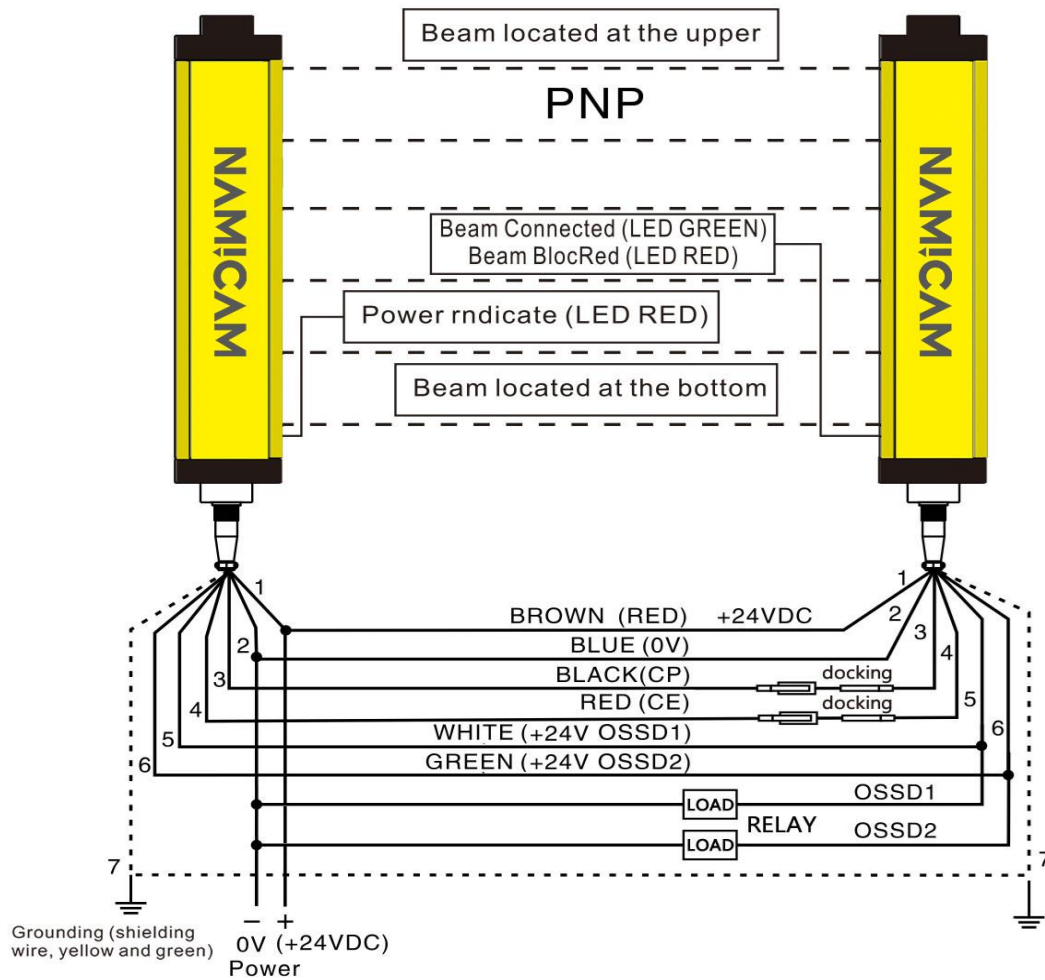 Beam located at the upper
PNP
NAMiCAM
NAMiCAM
Beam Connected (LED GREEN)
Beam BlocRed (LED RED)
Power rndicate (LED RED)
Beam located at the bottom
1
1
BROWN (RED) +24VDC
2
2
BLUE (0V)
3
3
BLACK(CP)
docking
4
4
RED (CE)
docking
5
5
WHITE (+24V OSSD1)
6
6
GREEN (+24V OSSD2)
LOAD
OSSD1
RELAY
LOAD
OSSD2
7
7
Grounding (shielding
wire, yellow and green)
− +
0V (+24VDC)
Power